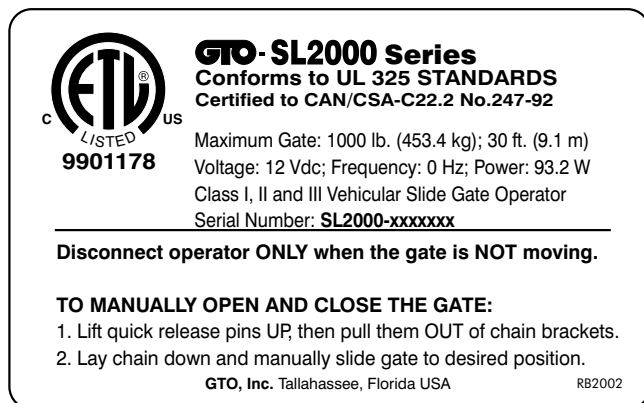 GTO-SL2000 Series
Conforms to UL 325 STANDARDS
Certified to CAN/CSA-C22.2 No.247-92
ETL ®
C US
LISTED
9901178
Maximum Gate: 1000 lb. (453.4 kg); 30 ft. (9.1 m)
Voltage: 12 Vdc; Frequency: 0 Hz; Power: 93.2 W
Class I, II and III Vehicular Slide Gate Operator
Serial Number: SL2000-xxxxxxx
Disconnect operator ONLY when the gate is NOT moving.
TO MANUALLY OPEN AND CLOSE THE GATE:
1. Lift quick release pins UP, then pull them OUT of chain brackets.
2. Lay chain down and manually slide gate to desired position.
GTO, Inc. Tallahassee, Florida USA RB2002